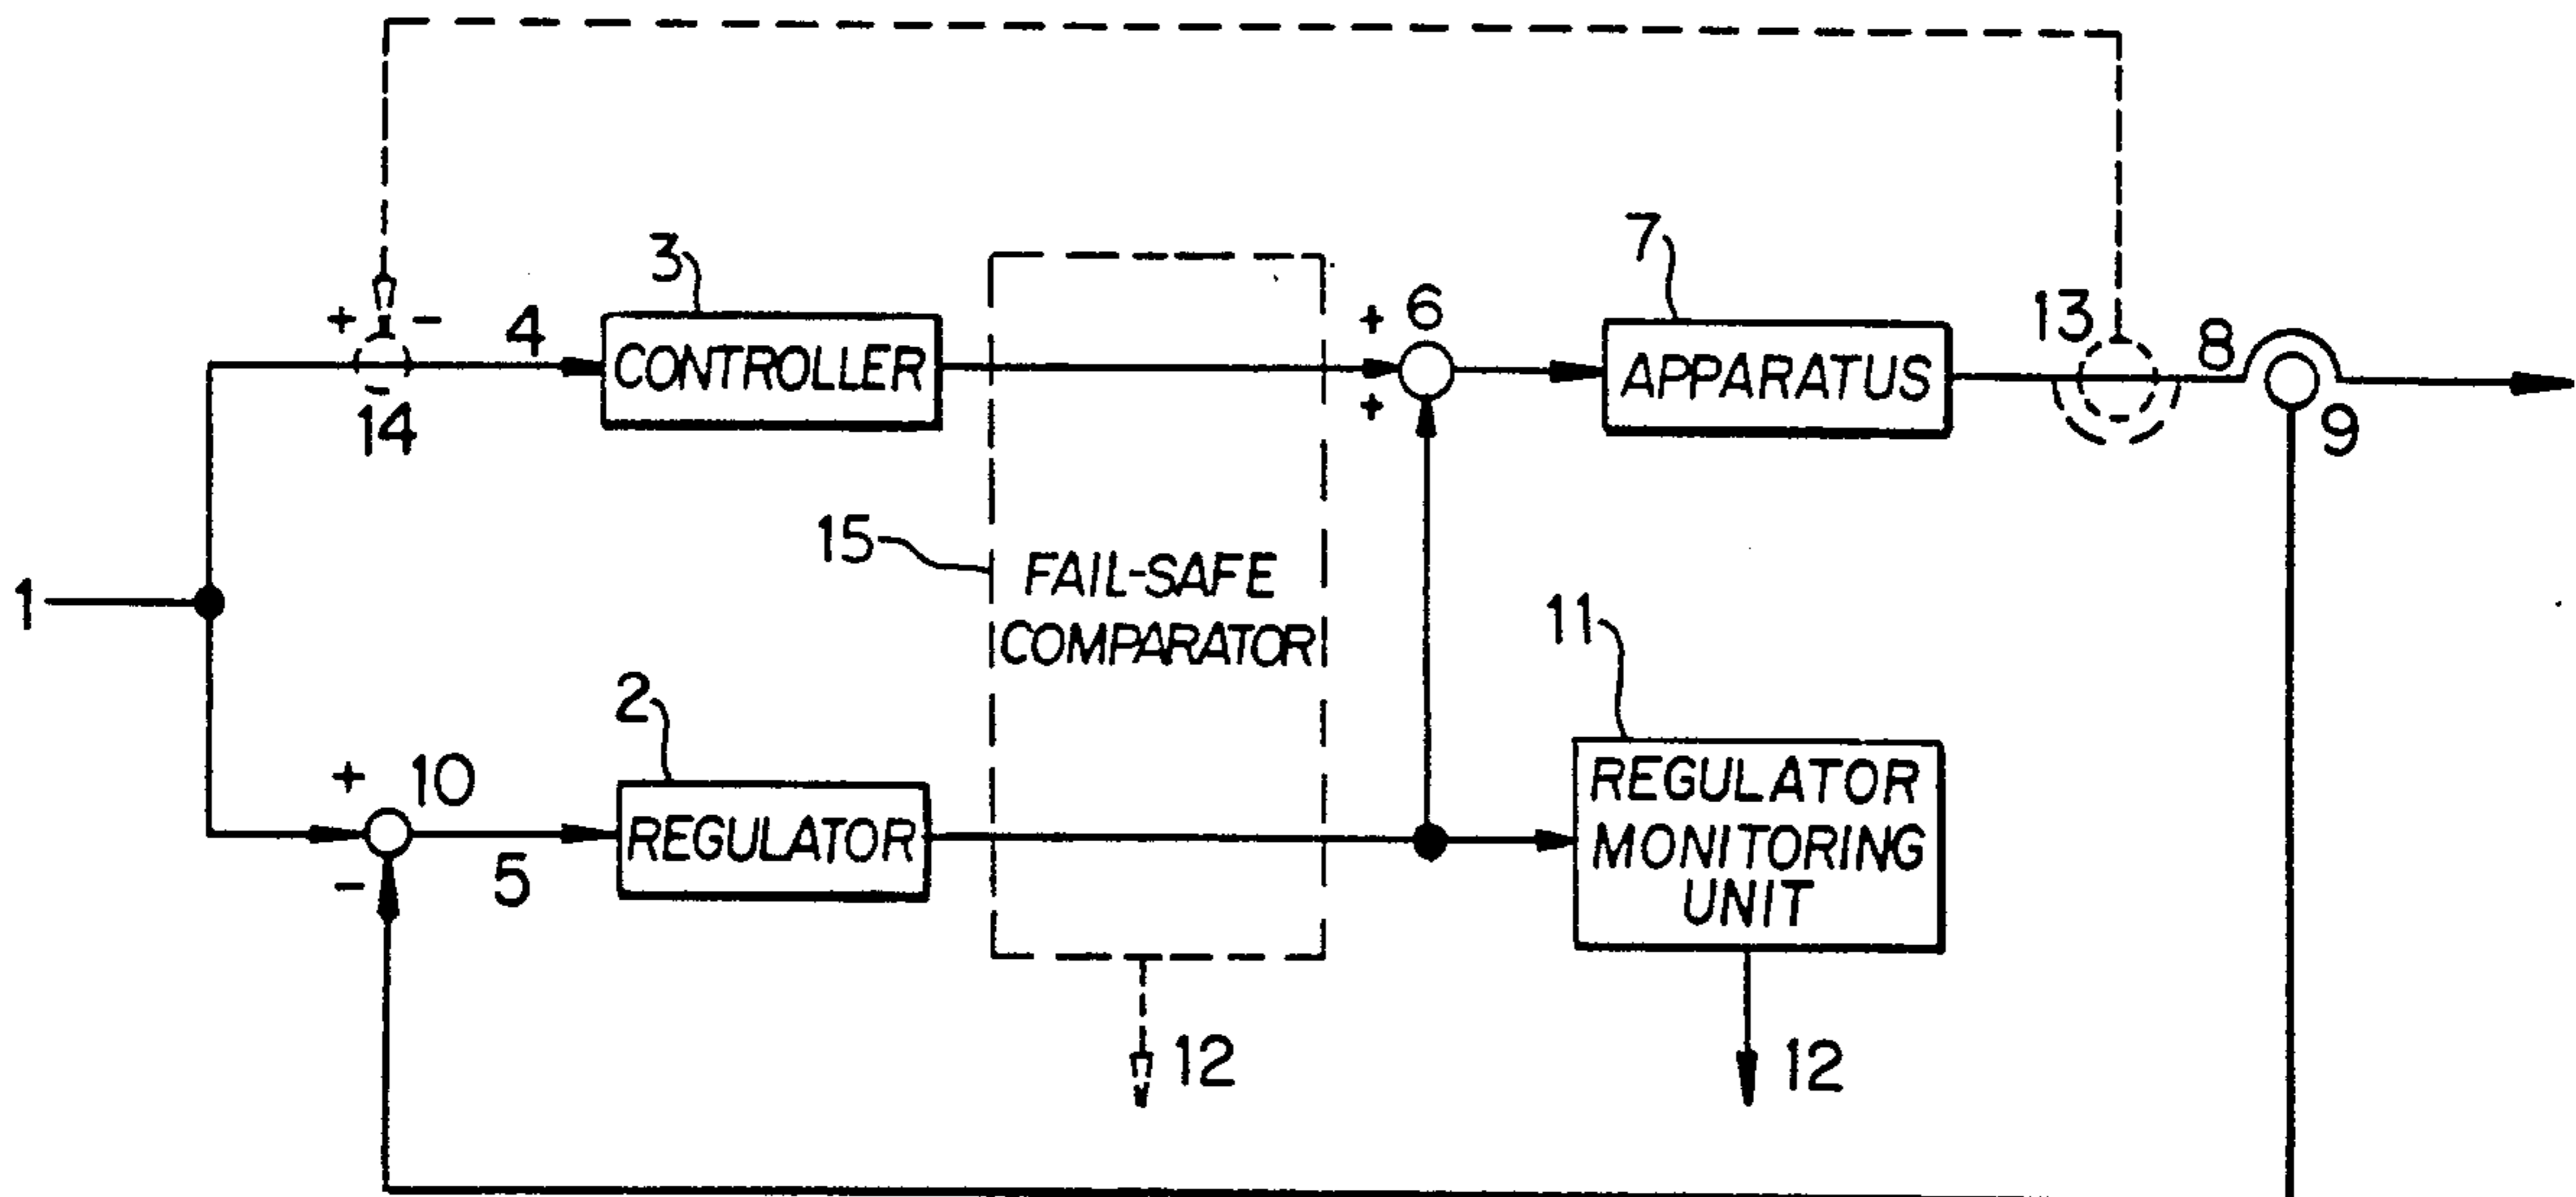 3
7
+ -
4
CONTROLLER
14
+ 6
+
APPARATUS
13
8
9
15
FAIL-SAFE
COMPARATOR
1
11
2
+ 10
-
5
REGULATOR
REGULATOR
MONITORING
UNIT
12
12